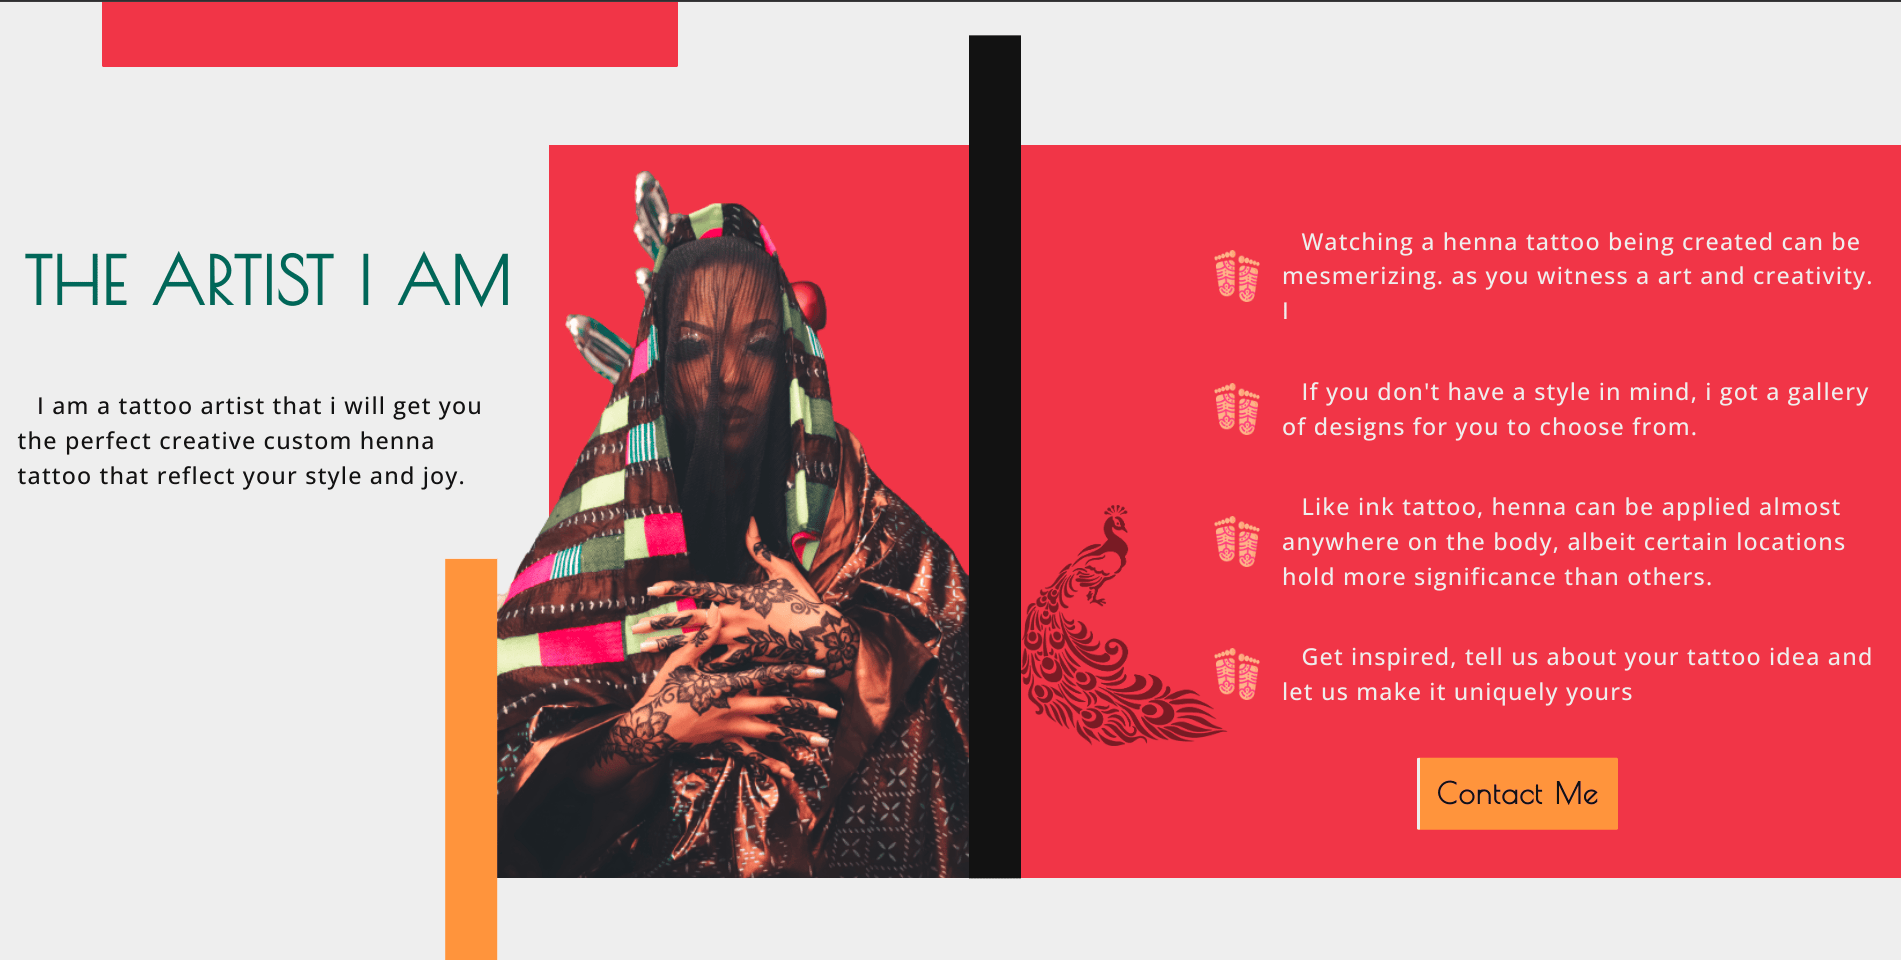 THE ARTIST I AM
I am a tattoo artist that i will get you
the perfect creative custom henna
tattoo that reflect your style and joy.
Watching a henna tattoo being created can be
mesmerizing. as you witness a art and creativity.
I
If you don't have a style in mind, i got a gallery
of designs for you to choose from.
Like ink tattoo, henna can be applied almost
anywhere on the body, albeit certain locations
hold more significance than others.
Get inspired, tell us about your tattoo idea and
let us make it uniquely yours
Contact Me